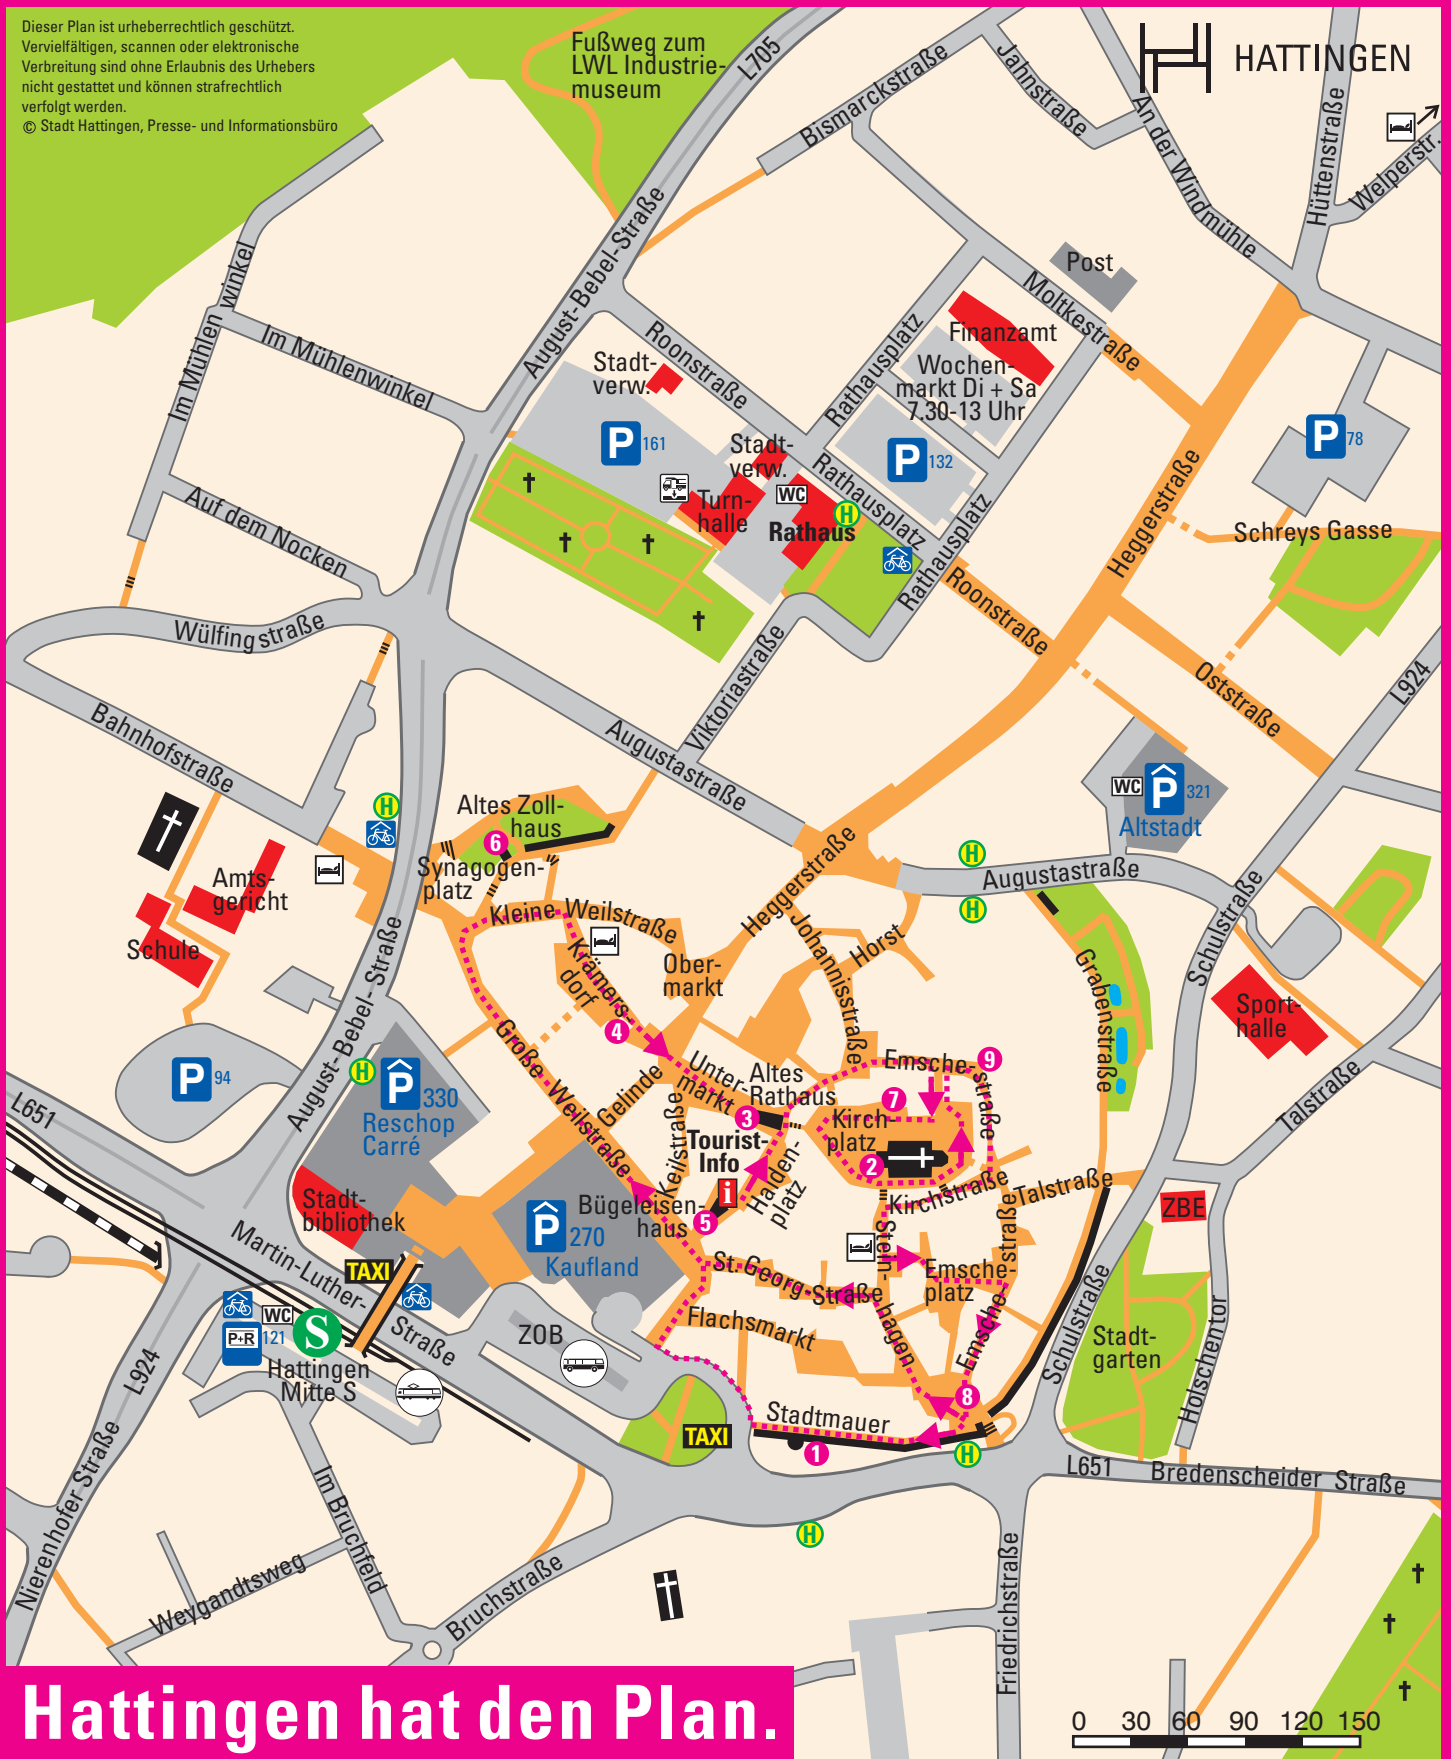 Dieser Plan ist urheberrechtlich geschützt.
Vervielfältigen, scannen oder elektronische
Verbreitung sind ohne Erlaubnis des Urhebers
nicht gestattet und können strafrechtlich
verfolgt werden.
© Stadt Hattingen, Presse- und Informationsbüro
Fußweg zum
LWL Industrie-
museum
L705
Bismarckstraße
Jahnstraße
An der Windmühle
HATTINGEN
Hüttenstraße
Welperstr.
August-Bebel-Straße
Im Mühlen winkel
Im Mühlenwinkel
Post
Moltkestraße
Finanzamt
Wochen-
markt Di + Sa
7.30-13 Uhr
Rathausplatz
Roonstraße
Stadt-
verw.
P 161
Stadt-
verw.
WC
Turn-
halle
Rathaus
H
Rathausplatz
P 132
Rathausplatz
P 78
Heggerstraße
Schreys Gasse
Auf dem Nocken
Wülfingstraße
Roonstraße
Oststraße
L924
Viktoriastraße
Augustastraße
Bahnhofstraße
WC
P 321
Altstadt
H
Altes Zoll-
haus
6
Synagogen-
platz
Heggerstraße
H
Augustastraße
H
Amts-
gericht
Schule
Kleine Weilstraße
Krämers-
dorf
Ober-
markt
Johannisstraße
Horst
Grabenstraße
Schulstraße
Sport-
halle
August-Bebel-Straße
4
Große Weilstraße
Gelinde
Unter-
markt
Altes
Rathaus
3
Emsche-straße
9
7
Kirch-
platz
2
Talstraße
P 94
H
P 330
Reschop
Carré
L651
Keilstraße
Tourist-
Info
i
Halden-
platz
Bügeleisen-
haus
5
Kirchstraße
Talstraße
ZBE
Stadt-
bibliothek
P 270
Kaufland
Martin-Luther-
Straße
TAXI
St.-Georg-
Straße
Stein-
hagen
Emsche-
platz
Emsche-
straße
Flachsmarkt
ZOB
WC
P+R 121
S
Hattingen
Mitte S
L924
Stadt-
garten
Schulstraße
Holschentor
8
Stadtmauer
1
TAXI
H
H
L651
Bredenscheider Straße
Nierenhofer Straße
Im Bruchfeld
Weygandtsweg
Bruchstraße
Friedrichstraße
Hattingen hat den Plan.
0 30 60 90 120 150